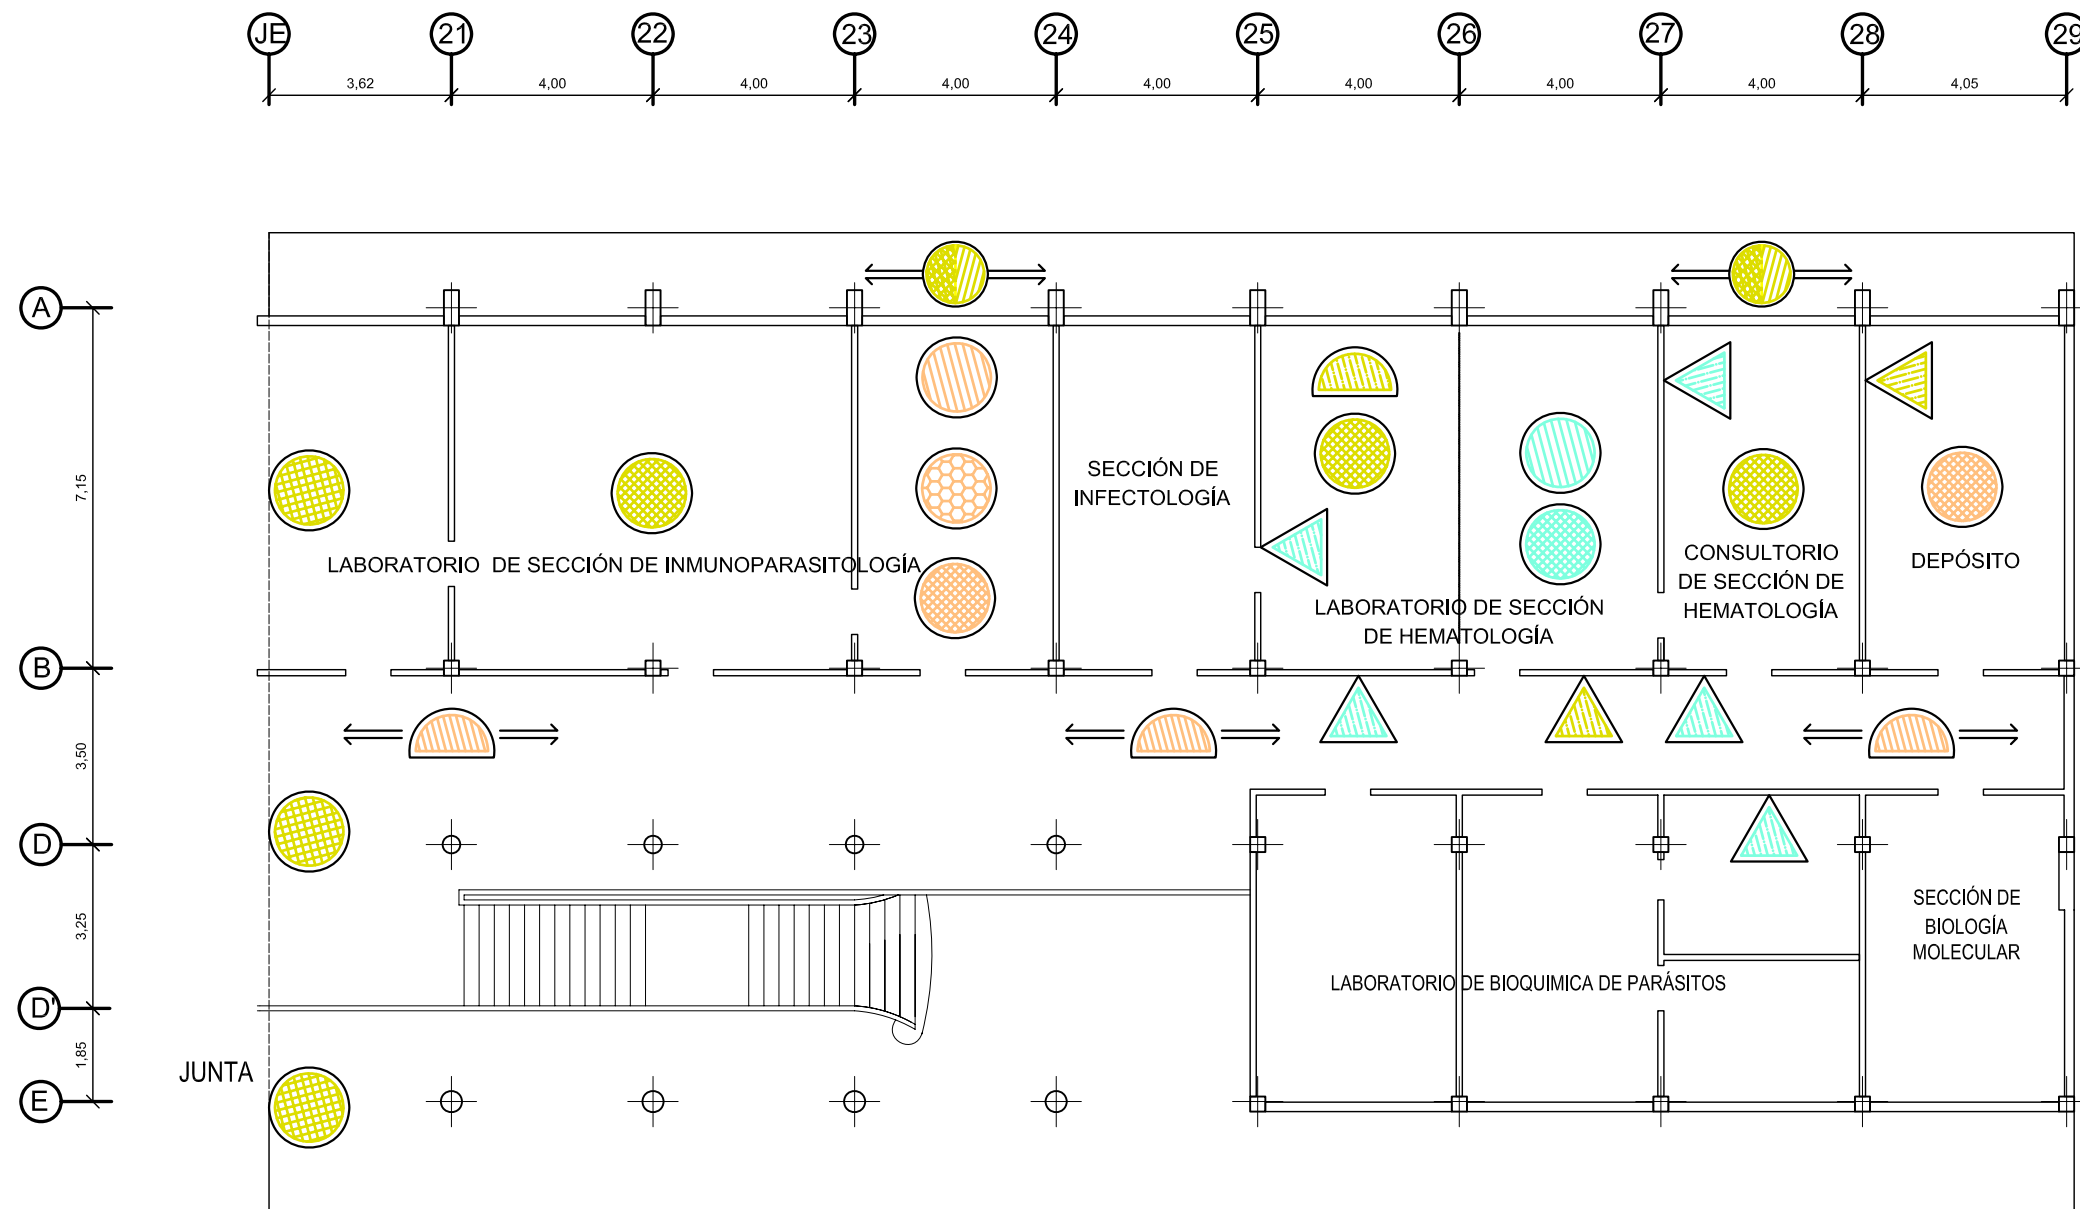 JE 21 22 23 24 25 26 27 28 29
3,62 4,00 4,00 4,00 4,00 4,00 4,00 4,00 4,05
A
7,15
SECCIÓN DE
INFECTOLOGÍA
CONSULTORIO
DE SECCIÓN DE
HEMATOLOGÍA
DEPÓSITO
LABORATORIO DE SECCIÓN DE INMUNOPARASITOLOGÍA
LABORATORIO DE SECCIÓN
DE HEMATOLOGÍA
B
3,50
D
3,25
SECCIÓN DE
BIOLOGÍA
MOLECULAR
LABORATORIO DE BIOQUIMICA DE PARÁSITOS
D'
1,85
JUNTA
E